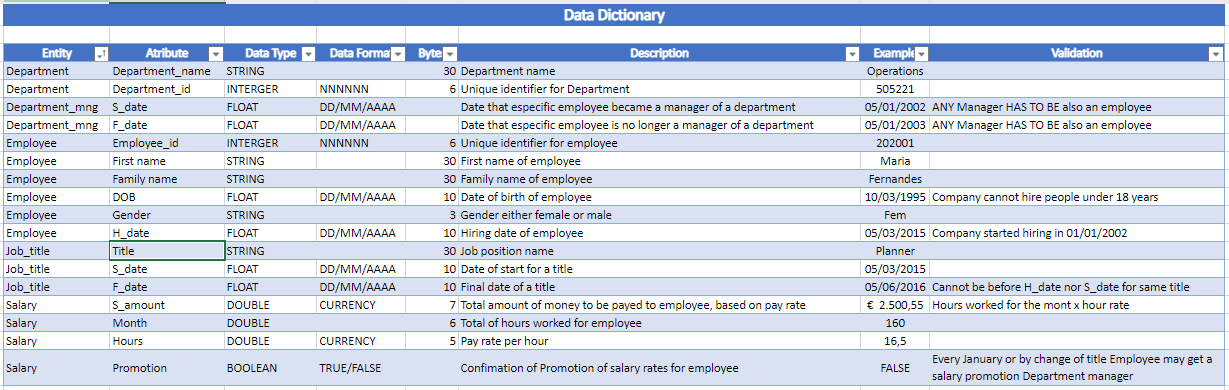 Data Dictionary
Entity Atribute Data Type Data Forma Byte Description Example Validation
Department Department_name STRING 30 Department name Operations
Department Department_id INTERGER NNNNNN 6 Unique identifier for Department 505221
Department_mng S_date FLOAT DD/MM/AAAA Date that especific employee became a manager of a department 05/01/2002 ANY Manager HAS TO BE also an employee
Department_mng F_date FLOAT DD/MM/AAAA Date that especific employee is no longer a manager of a department 05/01/2003 ANY Manager HAS TO BE also an employee
Employee Employee_id INTERGER NNNNNN 6 Unique identifier for employee 202001
Employee First name STRING 30 First name of employee Maria
Employee Family name STRING 30 Family name of employee Fernandes
Employee DOB FLOAT DD/MM/AAAA 10 Date of birth of employee 10/03/1995 Company cannot hire people under 18 years
Employee Gender STRING 3 Gender either female or male Fem
Employee H_date FLOAT DD/MM/AAAA 10 Hiring date of employee 05/03/2015 Company started hiring in 01/01/2002
Job_title Title STRING 30 Job position name Planner
Job_title S_date FLOAT DD/MM/AAAA 10 Date of start for a title 05/03/2015
Job_title F_date FLOAT DD/MM/AAAA 10 Final date of a title 05/06/2016 Cannot be before H_date nor S_date for same title
Salary S_amount DOUBLE CURRENCY 7 Total amount of money to be payed to employee, based on pay rate € 2.500,55 Hours worked for the mont x hour rate
Salary Month DOUBLE 6 Total of hours worked for employee 160
Salary Hours DOUBLE CURRENCY 5 Pay rate per hour 16,5
Salary Promotion BOOLEAN TRUE/FALSE Confimation of Promotion of salary rates for employee FALSE Every January or by change of title Employee may get a
salary promotion Department manager